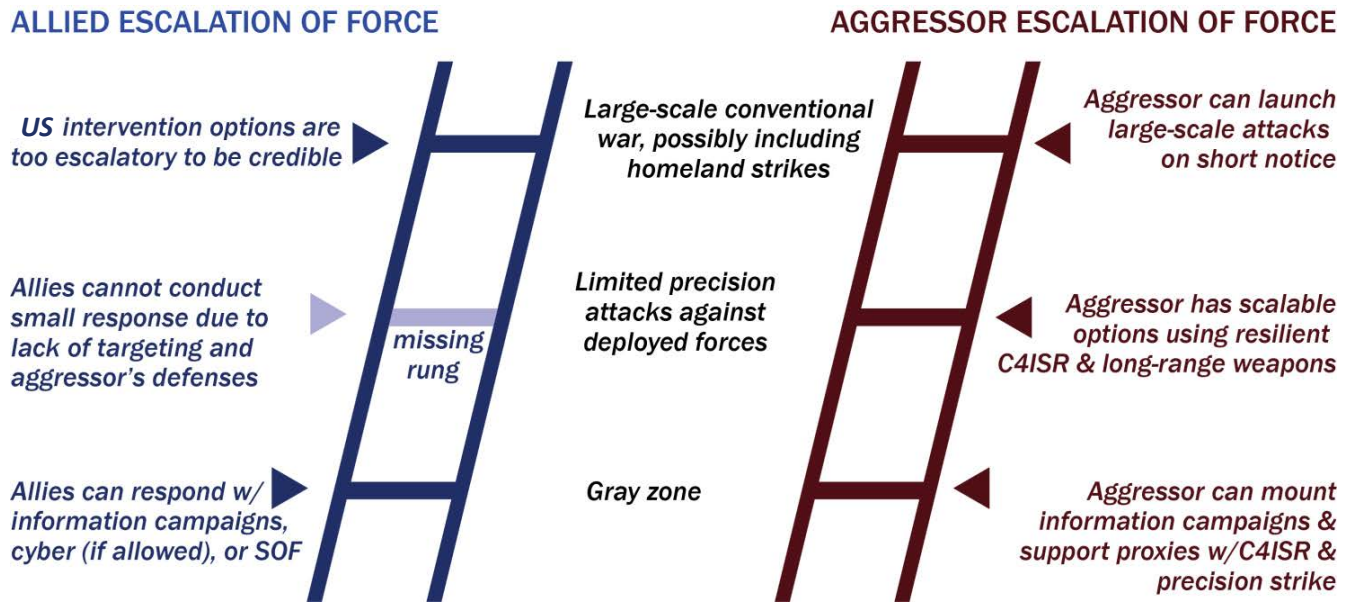 ALLIED ESCALATION OF FORCE
AGGRESSOR ESCALATION OF FORCE
US intervention options are
too escalatory to be credible
Large-scale conventional
war, possibly including
homeland strikes
Aggressor can launch
large-scale attacks
on short notice
Allies cannot conduct
small response due to
lack of targeting and
aggressor's defenses
missing
rung
Limited precision
attacks against
deployed forces
Aggressor has scalable
options using resilient
C4ISR & long-range weapons
Allies can respond w/
information campaigns,
cyber (if allowed), or SOF
Gray zone
Aggressor can mount
information campaigns &
support proxies w/C4ISR &
precision strike